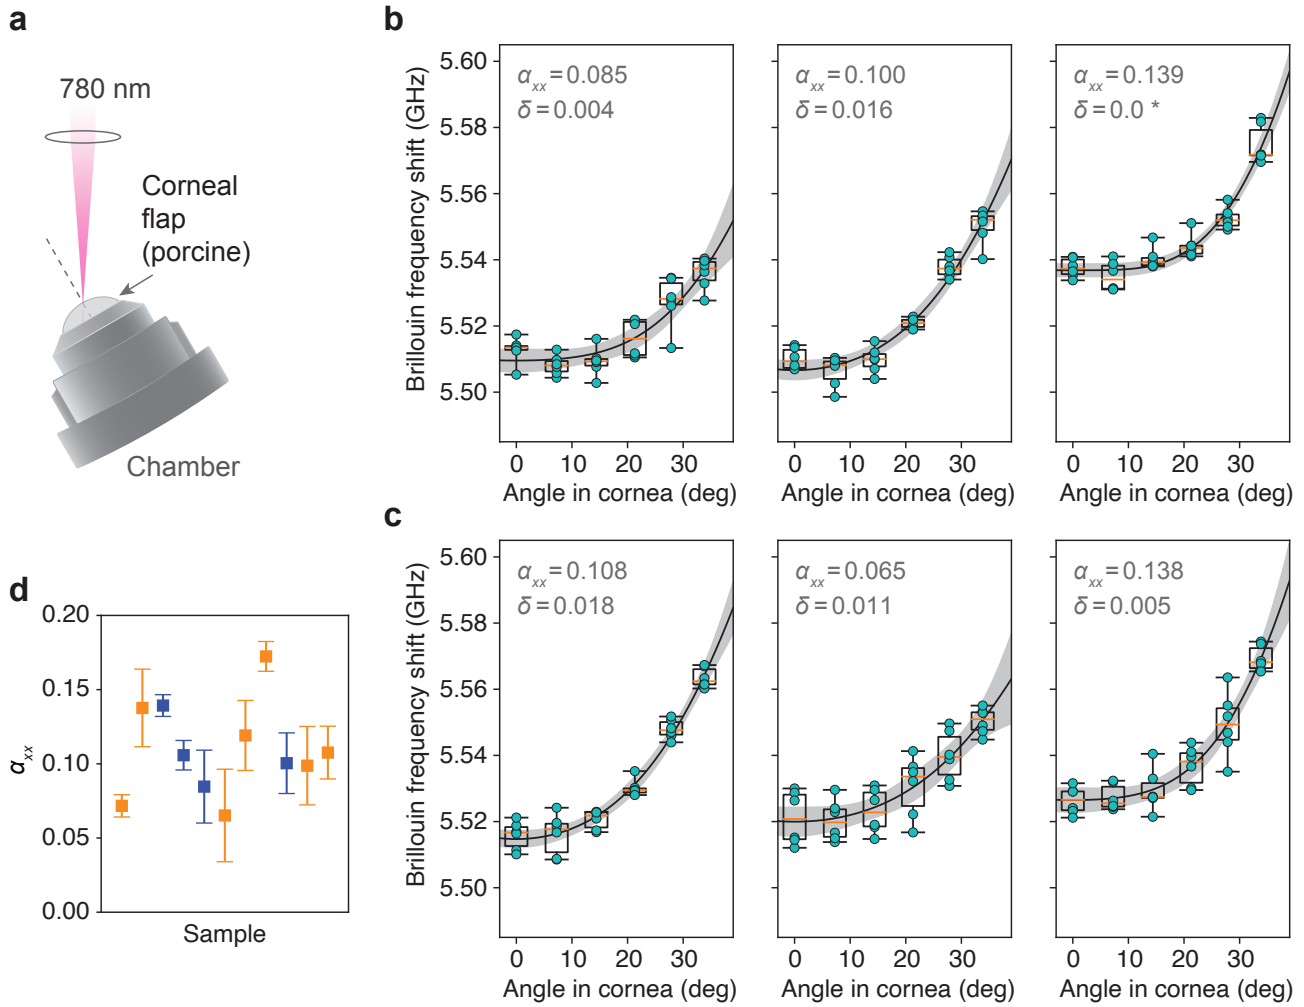 a
780 nm
Corneal
flap
(porcine)
Chamber
b
Brillouin frequency shift (GHz)
5.60
5.58
5.56
5.54
5.52
5.50
αxx = 0.085
δ = 0.004
0 10 20 30
Angle in cornea (deg)
αxx = 0.100
δ = 0.016
0 10 20 30
Angle in cornea (deg)
αxx = 0.139
δ = 0.0 *
0 10 20 30
Angle in cornea (deg)
c
Brillouin frequency shift (GHz)
5.60
5.58
5.56
5.54
5.52
5.50
αxx = 0.108
δ = 0.018
0 10 20 30
Angle in cornea (deg)
αxx = 0.065
δ = 0.011
0 10 20 30
Angle in cornea (deg)
αxx = 0.138
δ = 0.005
0 10 20 30
Angle in cornea (deg)
d
αxx
0.20
0.15
0.10
0.05
0.00
Sample